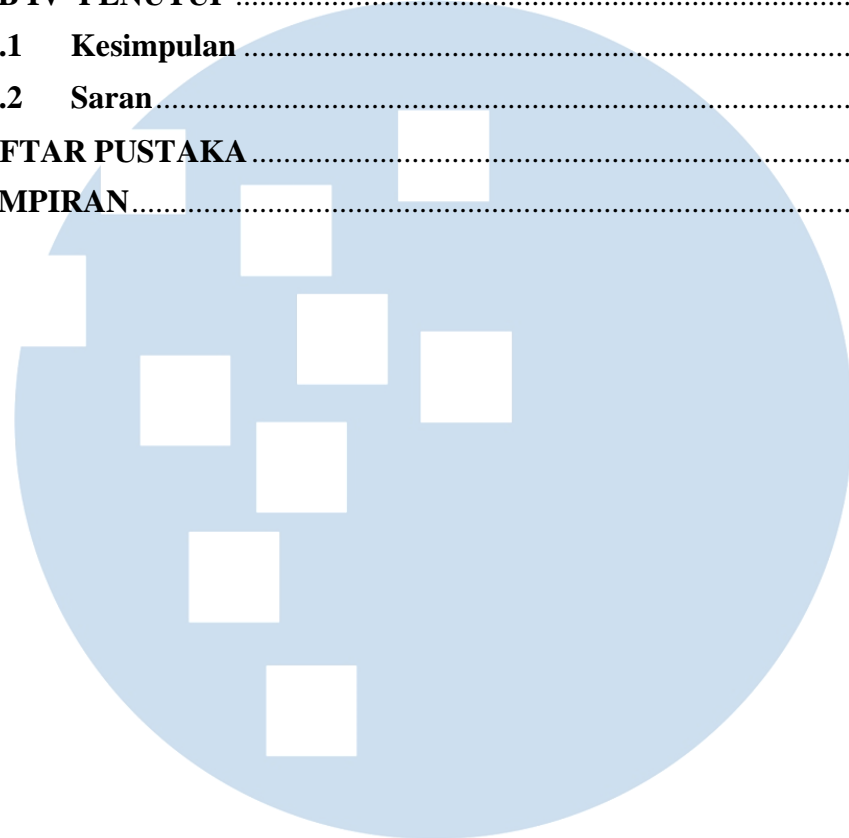 B IV PENUTUP ..........................................................................
.1 Kesimpulan ..........................................................................
.2 Saran ....................................................................................
FTAR PUSTAKA .........................................................................
MPIRAN ......................................................................................